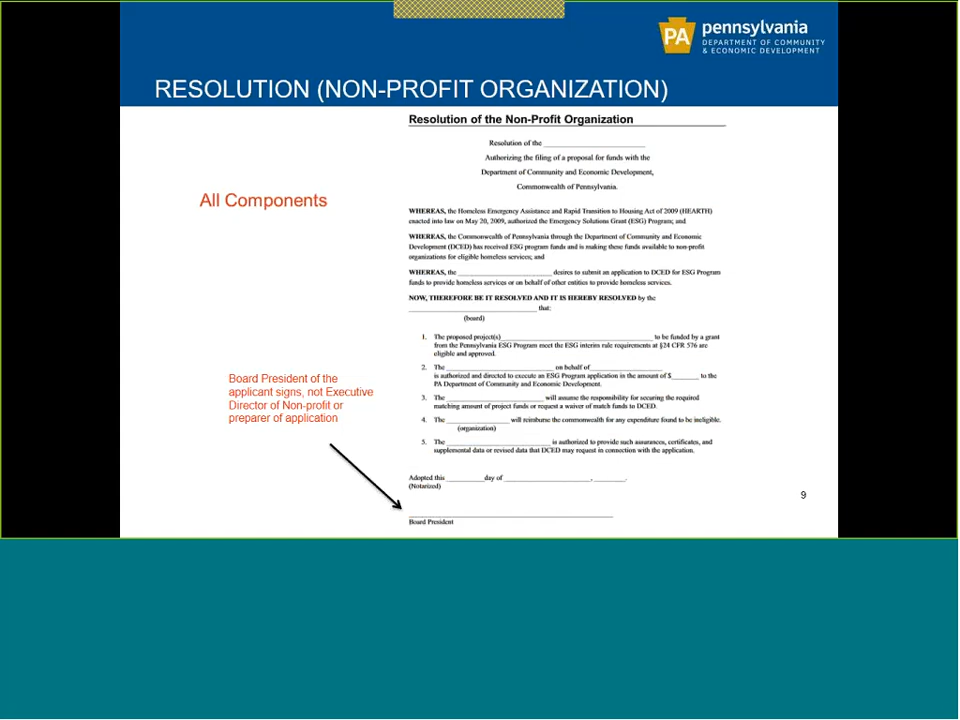 PA pennsylvania
DEPARTMENT OF COMMUNITY
& ECONOMIC DEVELOPMENT
RESOLUTION (NON-PROFIT ORGANIZATION)
Resolution of the Non-Profit Organization
Resolution of the ____________________
Authorizing the filing of a proposal for funds with the
Department of Community and Economic Development,
Commonwealth of Pennsylvania.
All Components
WHEREAS, the Homeless Emergency Assistance and Rapid Transition to Housing Act of 2009 (HEARTH)
enacted into law on May 20, 2009, authorized the Emergency Solutions Grant (ESG) Program; and
WHEREAS, the Commonwealth of Pennsylvania through the Department of Community and Economic
Development (DCED) has received ESG program funds and is making these funds available to non-profit
organizations for eligible homeless services; and
WHEREAS, the ____________________ desires to submit an application to DCED for ESG Program
funds to provide homeless services or on behalf of other entities to provide homeless services.
NOW, THEREFORE BE IT RESOLVED AND IT IS HEREBY RESOLVED by the
____________________ that:
(board)
1. The proposed project(s)____________________ to be funded by a grant
from the Pennsylvania ESG Program meet the ESG interim rule requirements at §24 CFR 576 are
eligible and approved.
2. The ____________________ on behalf of____________________
is authorized and directed to execute an ESG Program application in the amount of $________ to the
PA Department of Community and Economic Development.
3. The ____________________ will assume the responsibility for securing the required
matching amount of project funds or request a waiver of match funds to DCED.
4. The ____________________ will reimburse the commonwealth for any expenditure found to be ineligible.
(organization)
5. The ____________________ is authorized to provide such assurances, certificates, and
supplemental data or revised data that DCED may request in connection with the application.
Board President of the
applicant signs, not Executive
Director of Non-profit or
preparer of application
Adopted this __________day of ____________________, ________.
(Notarized)
Board President
9